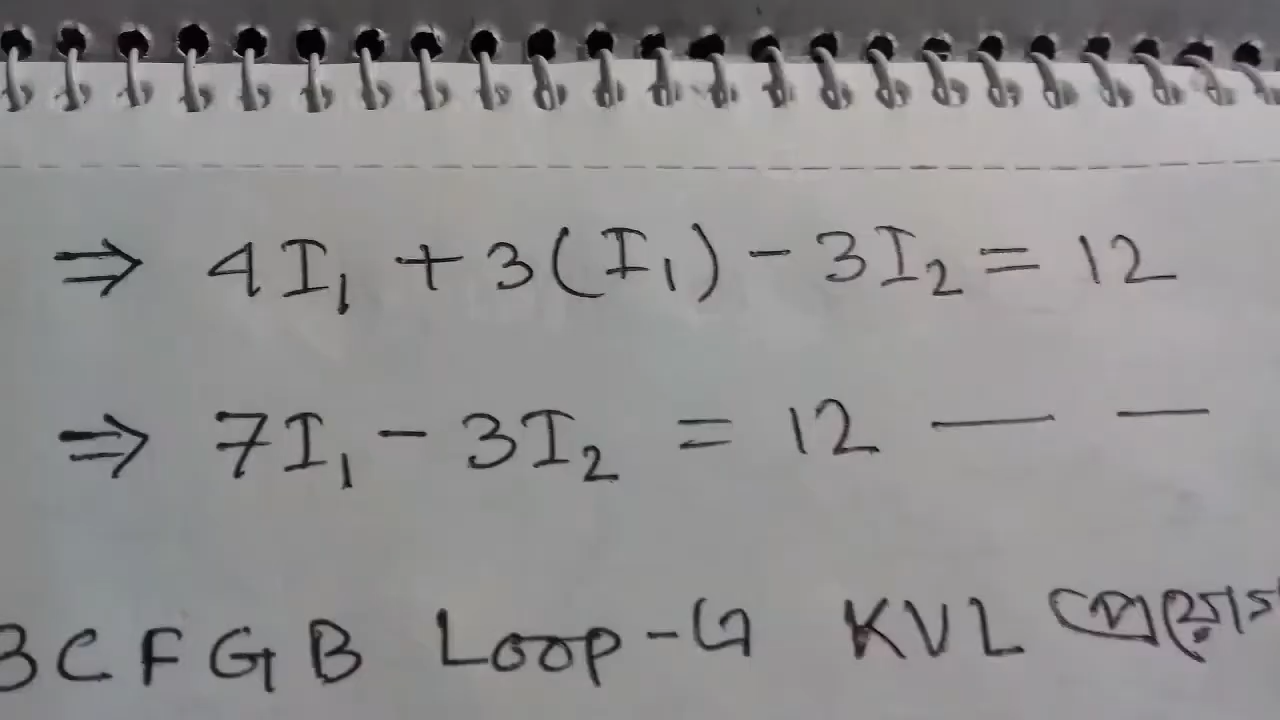 ⇒ 4I₁ + 3(I₁) - 3I₂ = 12
⇒ 7I₁ - 3I₂ = 12 — —
BCFGB Loop-এ KVL